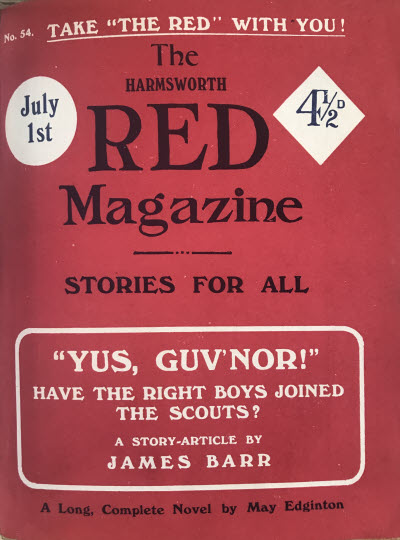 No. 54. TAKE "THE RED" WITH YOU!
The
HARMSWORTH
July
1st
4½D
RED
Magazine
STORIES FOR ALL
"YUS, GUV'NOR!"
HAVE THE RIGHT BOYS JOINED
THE SCOUTS?
A STORY-ARTICLE BY
JAMES BARR
A Long, Complete Novel by May Edginton